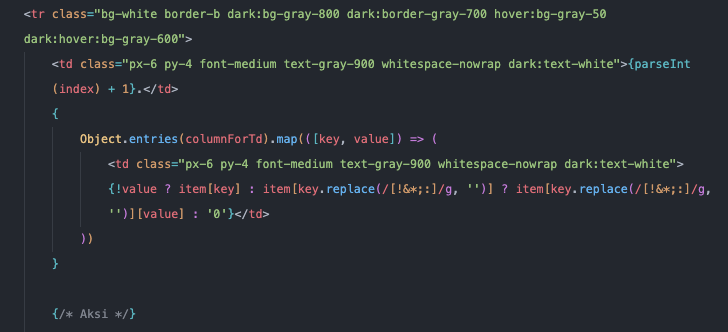 <tr class="bg-white border-b dark:bg-gray-800 dark:border-gray-700 hover:bg-gray-50
dark:hover:bg-gray-600">
<td class="px-6 py-4 font-medium text-gray-900 whitespace-nowrap dark:text-white">{parseInt
(index) + 1}.</td>
{
Object.entries(columnForTd).map(([key, value]) => (
<td class="px-6 py-4 font-medium text-gray-900 whitespace-nowrap dark:text-white">
{!value ? item[key] : item[key.replace(/[!&*;:]/g, '')] ? item[key.replace(/[!&*;:]/g,
'')][value] : '0'}</td>
))
}
{/* Aksi */}